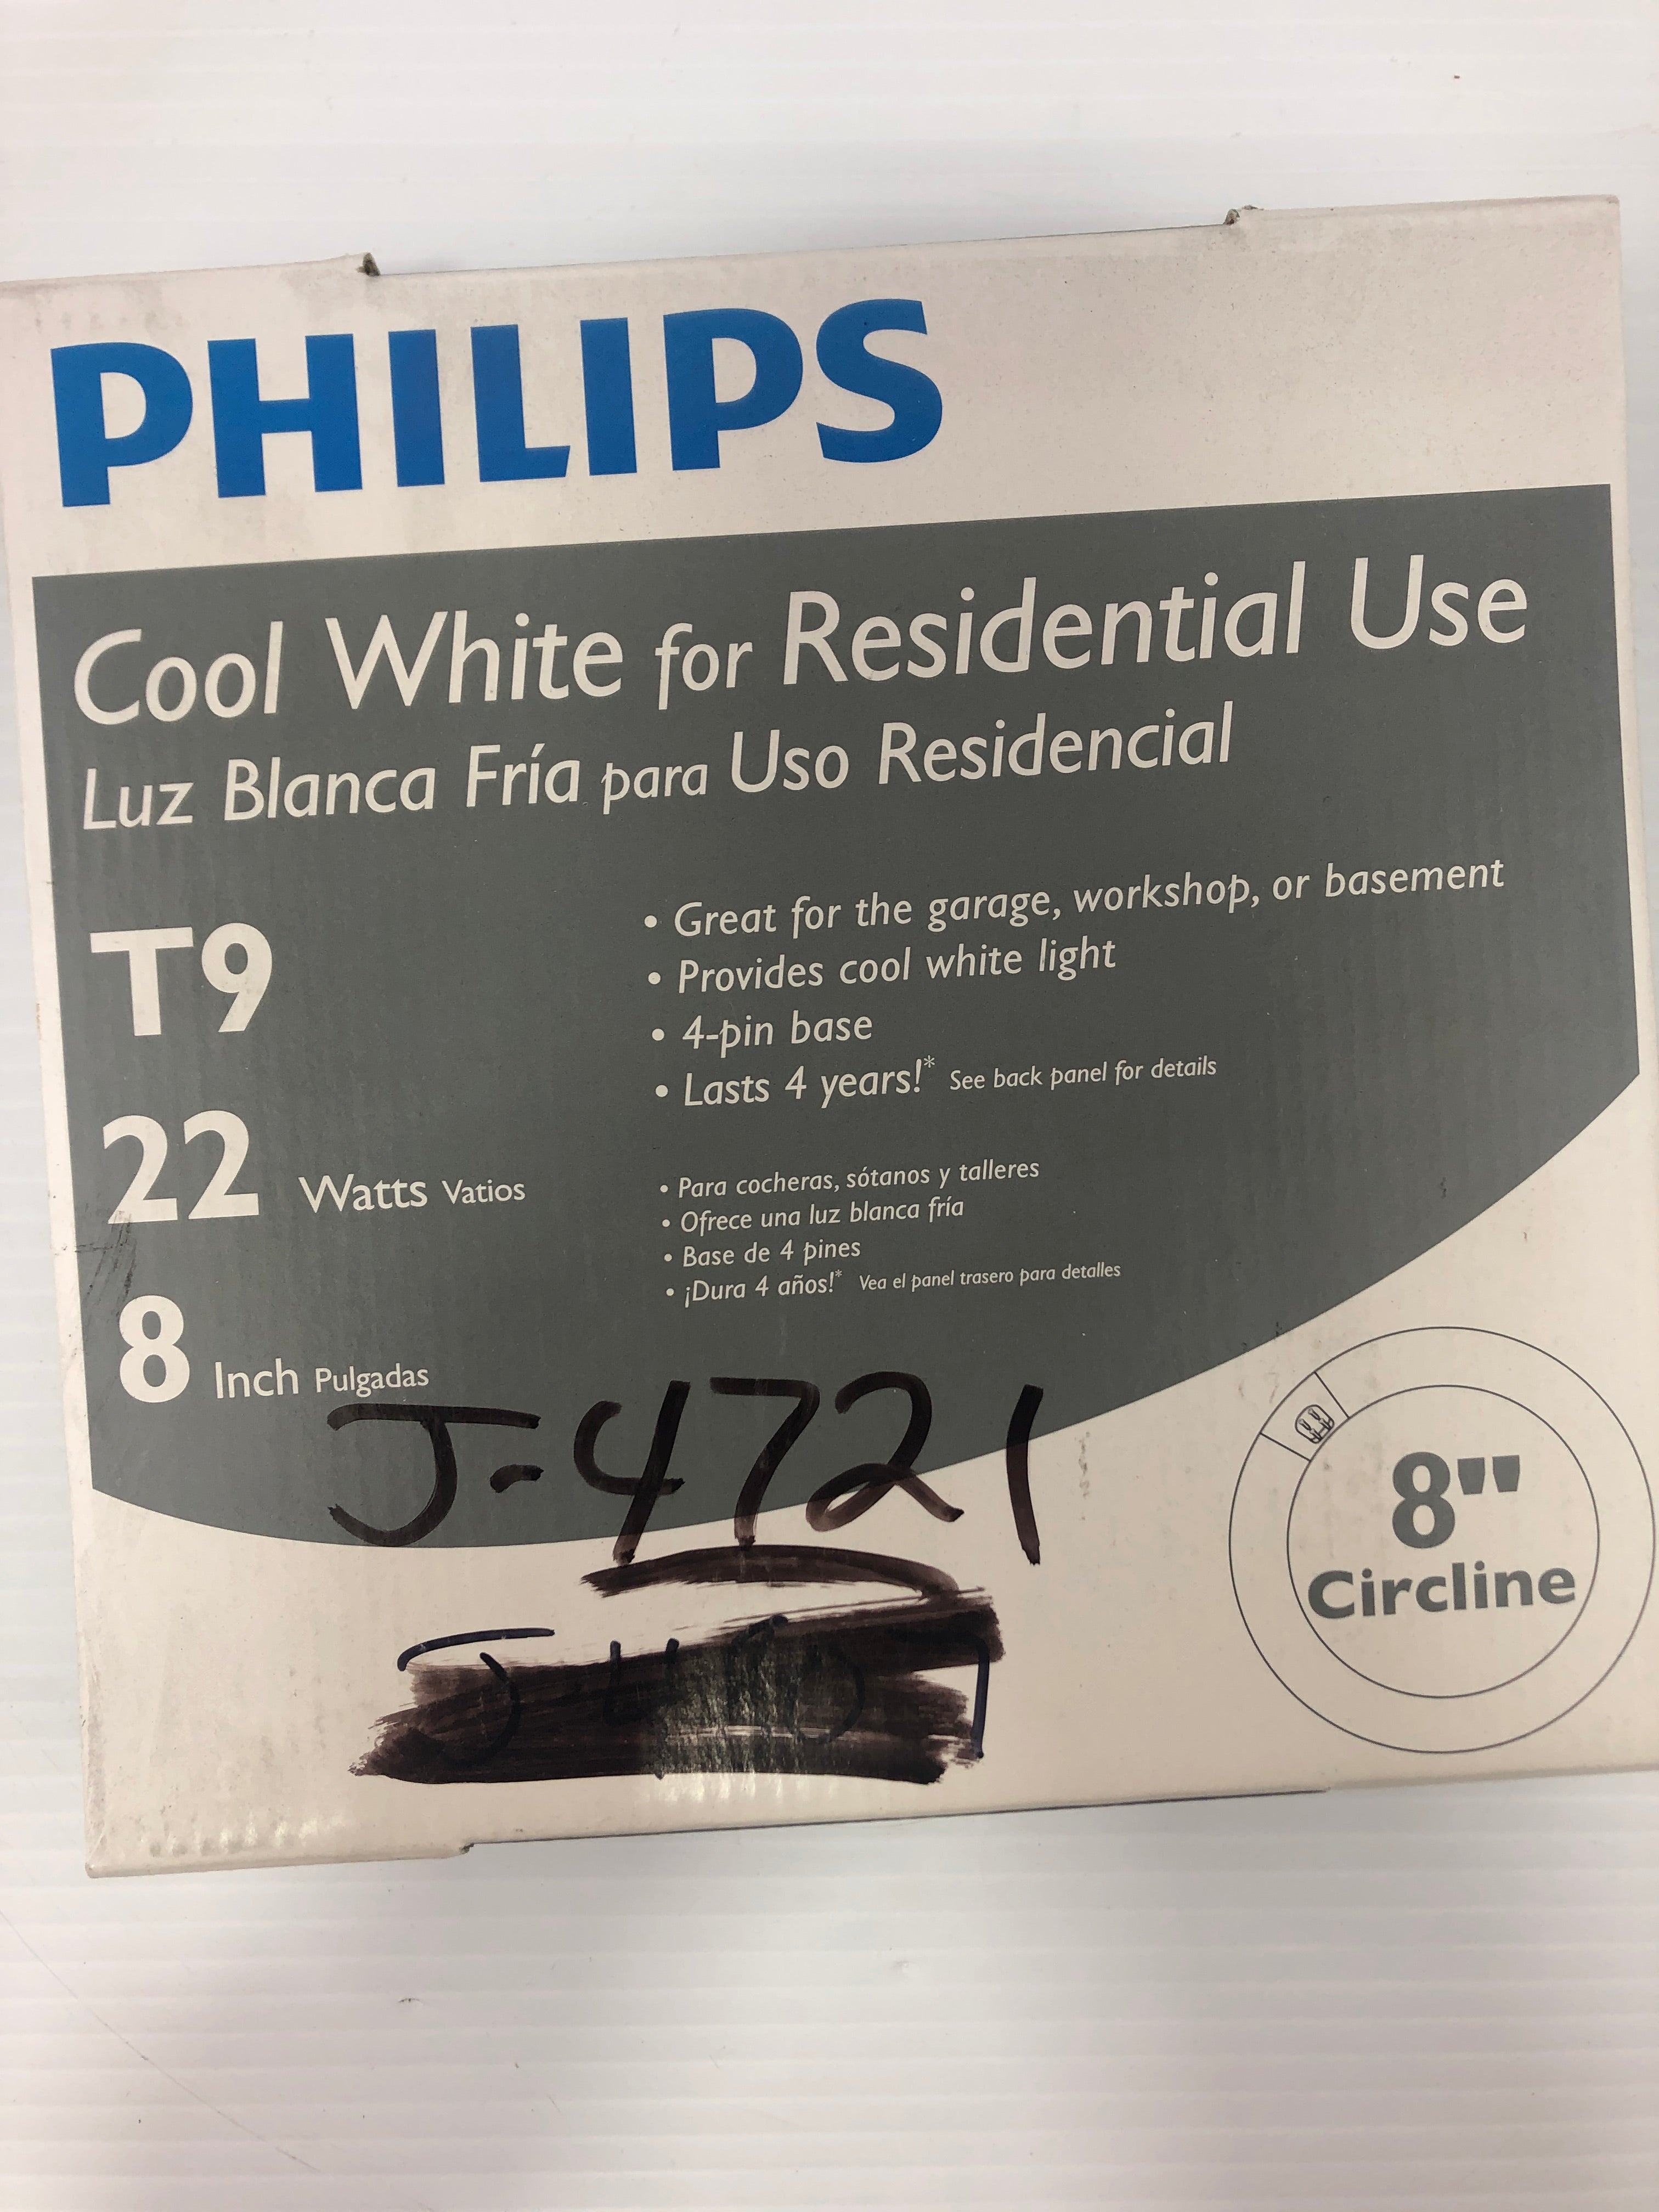 PHILIPS
Cool White for Residential Use
Luz Blanca Fría para Uso Residencial
T9
22 Watts Vatios
8 Inch Pulgadas
• Great for the garage, workshop, or basement
• Provides cool white light
• 4-pin base
• Lasts 4 years!* See back panel for details
• Para cocheras, sótanos y talleres
• Ofrece una luz blanca fría
• Base de 4 pines
• ¡Dura 4 años!* Vea el panel trasero para detalles
J-4721
8"
Circline